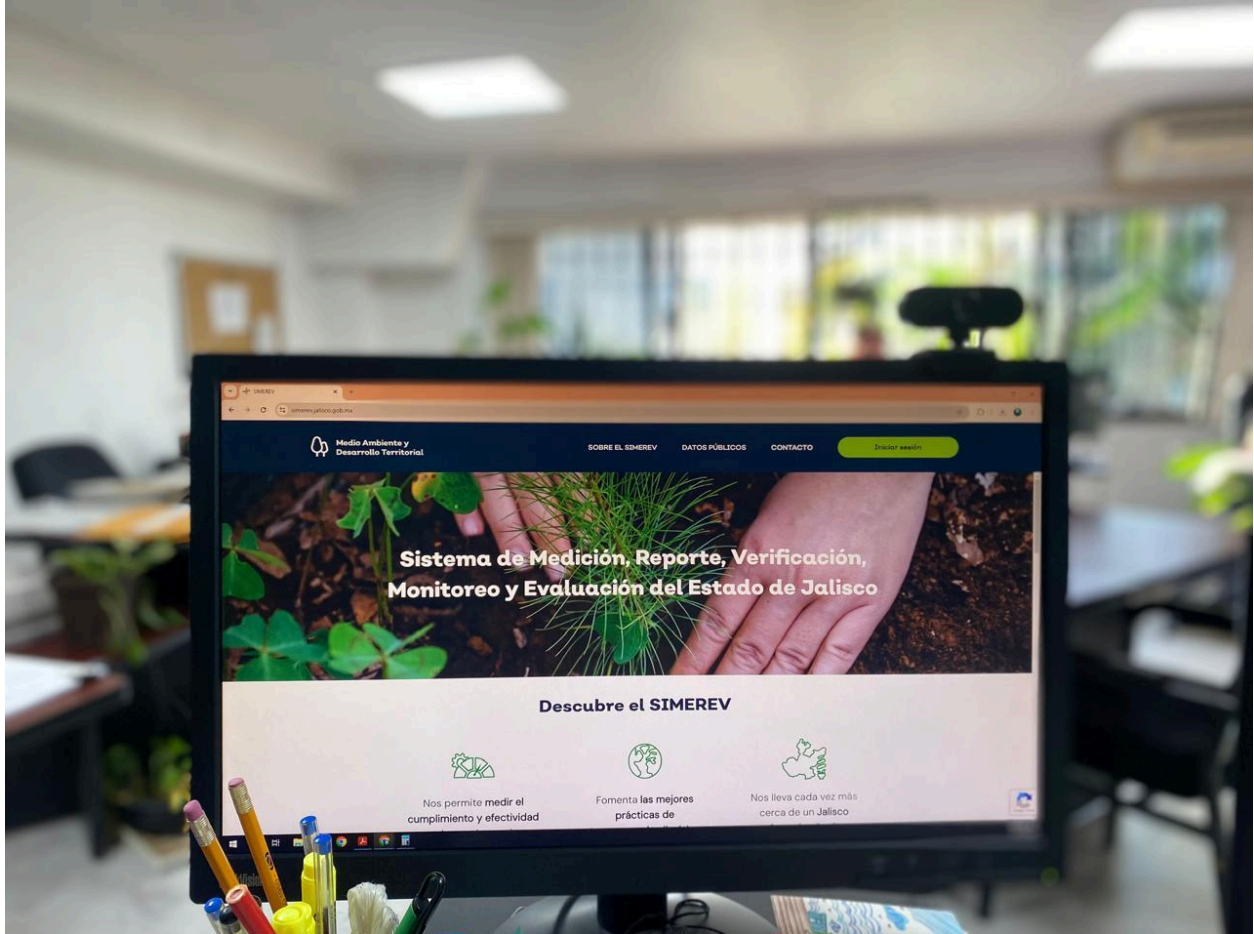 SIMEREV
simerev.jalisco.gob.mx
Medio Ambiente y
Desarrollo Territorial
SOBRE EL SIMEREV DATOS PÚBLICOS CONTACTO Iniciar sesión
Sistema de Medición, Reporte, Verificación,
Monitoreo y Evaluación del Estado de Jalisco
Descubre el SIMEREV
Nos permite medir el
cumplimiento y efectividad
Fomenta las mejores
prácticas de
Nos lleva cada vez más
cerca de un Jalisco